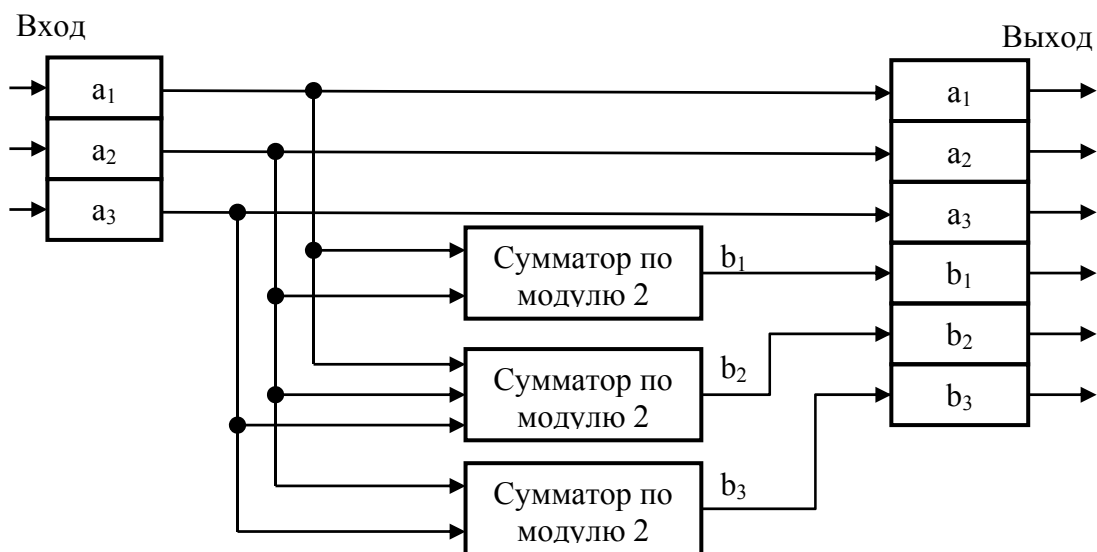 Вход
Выход
a1
a2
a3
a1
a2
a3
b1
b2
b3
Сумматор по
модулю 2
b1
Сумматор по
модулю 2
b2
Сумматор по
модулю 2
b3